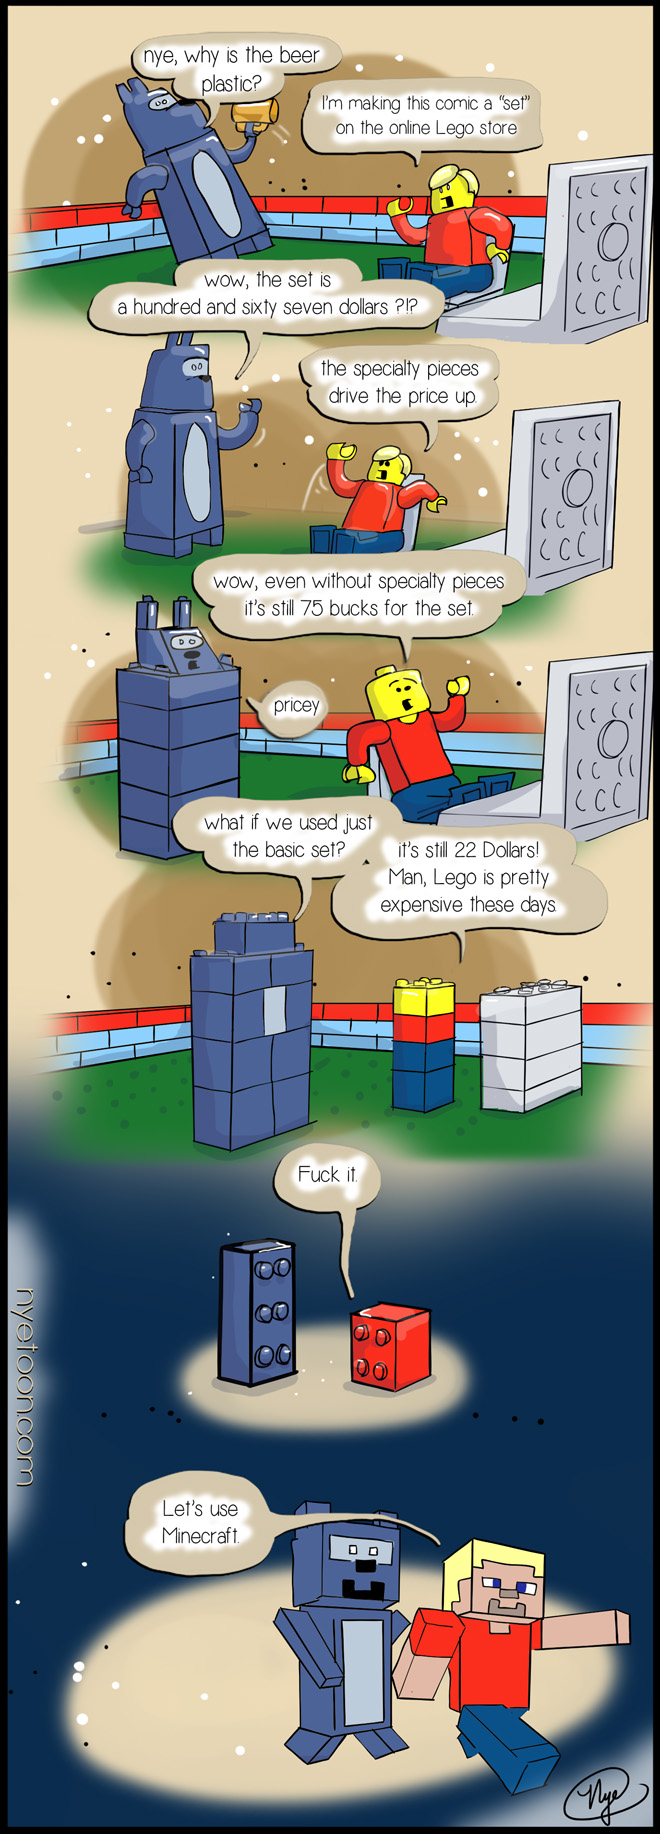 nye, why is the beer
plastic?
I'm making this comic a "set"
on the online Lego store
wow, the set is
a hundred and sixty seven dollars ?!?
the specialty pieces
drive the price up.
wow, even without specialty pieces
it's still 75 bucks for the set.
pricey
what if we used just
the basic set?
it's still 22 Dollars!
Man, Lego is pretty
expensive these days.
Fuck it.
nyetoon.com
Let's use
Minecraft.
Nye